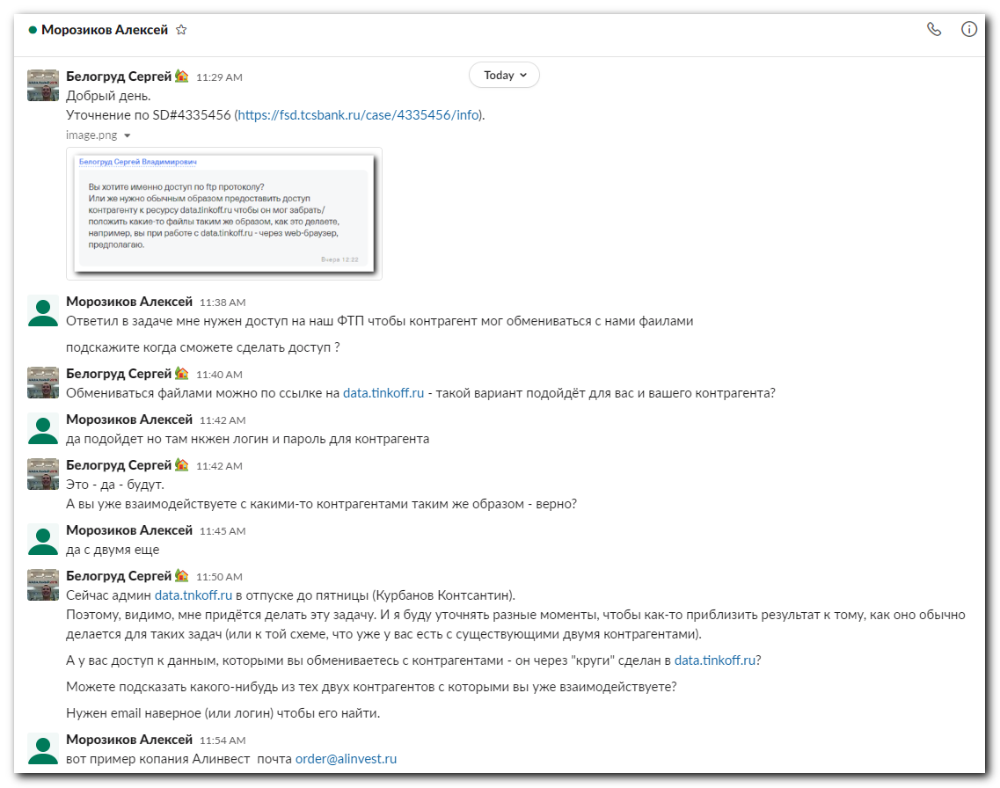 Морозиков Алексей
Today
Белогруд Сергей 11:29 AM
Добрый день.
Уточнение по SD#4335456 (https://fsd.tcsbank.ru/case/4335456/info).
image.png
Белогруд Сергей Владимирович
Вы хотите именно доступ по ftp протоколу?
Или же нужно обычным образом предоставить доступ
контрагенту к ресурсу data.tinkoff.ru чтобы он мог забрать/
положить какие-то файлы таким же образом, как это делаете,
например, вы при работе с data.tinkoff.ru - через web-браузер,
предполагаю.
Вчера 12:22
Морозиков Алексей 11:38 AM
Ответил в задаче мне нужен доступ на наш ФТП чтобы контрагент мог обмениваться с нами фаилами
подскажите когда сможете сделать доступ ?
Белогруд Сергей 11:40 AM
Обмениваться файлами можно по ссылке на data.tinkoff.ru - такой вариант подойдёт для вас и вашего контрагента?
Морозиков Алексей 11:42 AM
да подойдет но там нкжен логин и пароль для контрагента
Белогруд Сергей 11:42 AM
Это - да - будут.
А вы уже взаимодействуете с какими-то контрагентами таким же образом - верно?
Морозиков Алексей 11:45 AM
да с двумя еще
Белогруд Сергей 11:50 AM
Сейчас админ data.tnkoff.ru в отпуске до пятницы (Курбанов Контсантин).
Поэтому, видимо, мне придётся делать эту задачу. И я буду уточнять разные моменты, чтобы как-то приблизить результат к тому, как оно обычно
делается для таких задач (или к той схеме, что уже у вас есть с существующими двумя контрагентами).
А у вас доступ к данным, которыми вы обмениваетесь с контрагентами - он через "круги" сделан в data.tinkoff.ru?
Можете подсказать какого-нибудь из тех двух контрагентов с которыми вы уже взаимодействуете?
Нужен email наверное (или логин) чтобы его найти.
Морозиков Алексей 11:54 AM
вот пример копания Алинвест почта order@alinvest.ru